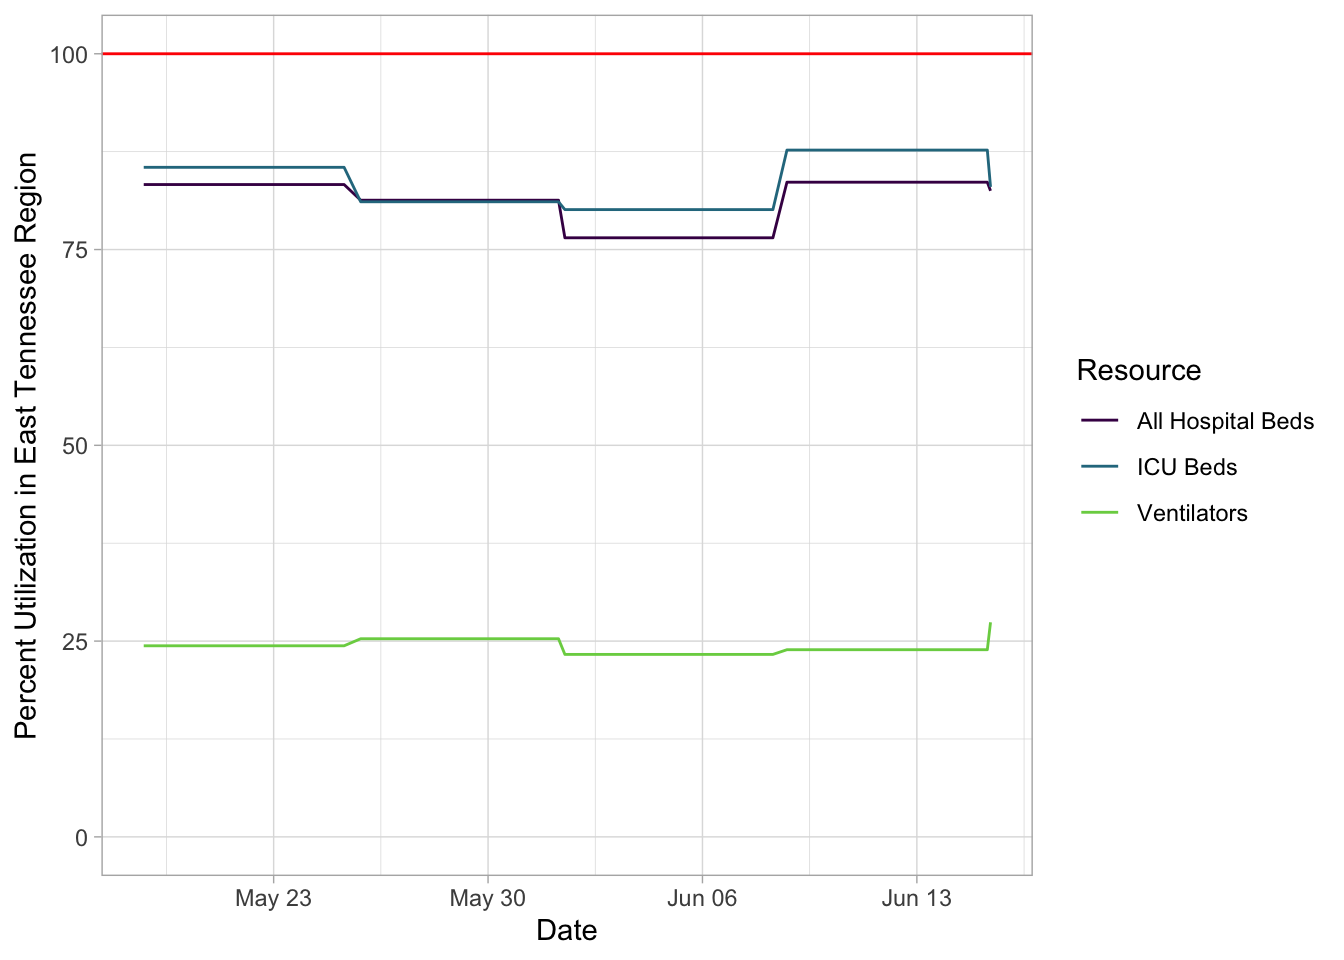 Percent Utilization in East Tennessee Region
100
75
50
25
0
May 23
May 30
Jun 06
Jun 13
Date
Resource
All Hospital Beds
ICU Beds
Ventilators